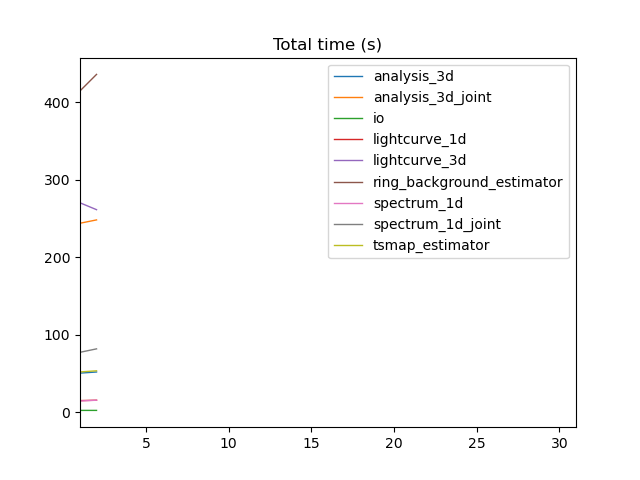 Total time (s)
400
300
200
100
0
5 10 15 20 25 30
analysis_3d
analysis_3d_joint
io
lightcurve_1d
lightcurve_3d
ring_background_estimator
spectrum_1d
spectrum_1d_joint
tsmap_estimator